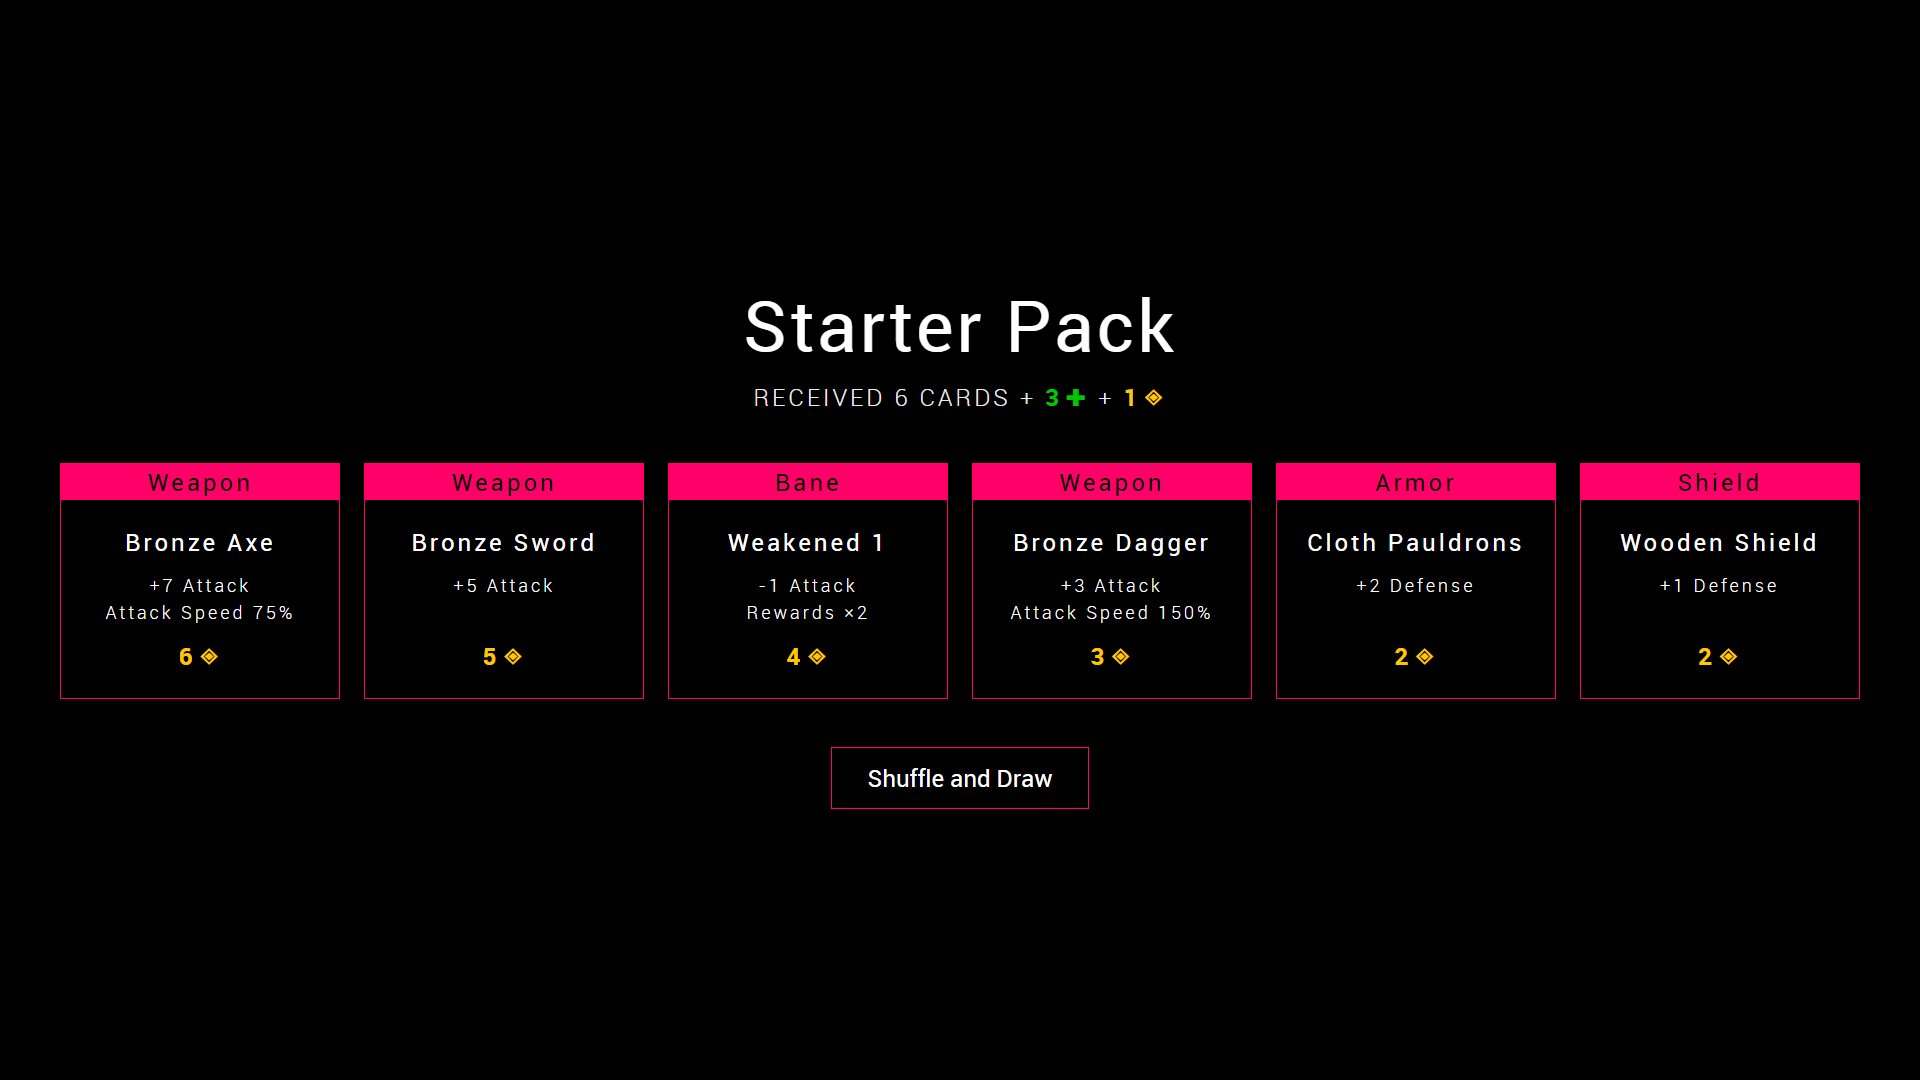 Starter Pack
RECEIVED 6 CARDS + 3 + 1
Weapon
Bronze Axe
+7 Attack
Attack Speed 75%
6
Weapon
Bronze Sword
+5 Attack
5
Bane
Weakened 1
-1 Attack
Rewards ×2
4
Weapon
Bronze Dagger
+3 Attack
Attack Speed 150%
3
Armor
Cloth Pauldrons
+2 Defense
2
Shield
Wooden Shield
+1 Defense
2
Shuffle and Draw